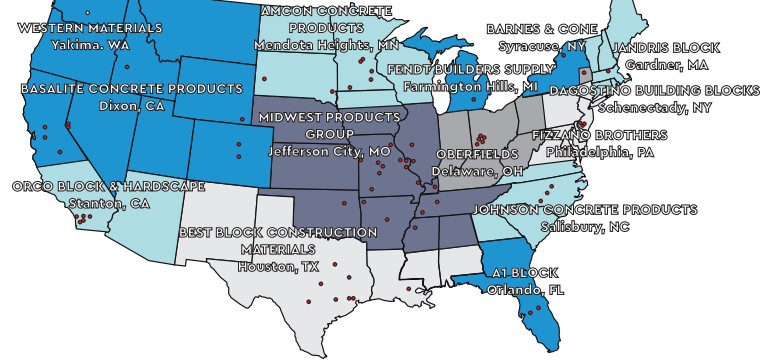 AMCON CONCRETE
PRODUCTS
Mendota Heights, MN
WESTERN MATERIALS
Yakima. WA
BARNES & CONE
Syracuse, NY
JANDRIS BLOCK
Gardner, MA
FENDT BUILDERS SUPPLY
Farmington Hills, MI
BASALITE CONCRETE PRODUCTS
Dixon, CA
DAGOSTINO BUILDING BLOCKS
Schenectady, NY
MIDWEST PRODUCTS
GROUP
Jefferson City, MO
FIZZANO BROTHERS
Philadelphia, PA
OBERFIELDS
Delaware, OH
ORCO BLOCK & HARDSCAPE
Stanton, CA
JOHNSON CONCRETE PRODUCTS
Salisbury, NC
BEST BLOCK CONSTRUCTION
MATERIALS
Houston, TX
A1 BLOCK
Orlando, FL